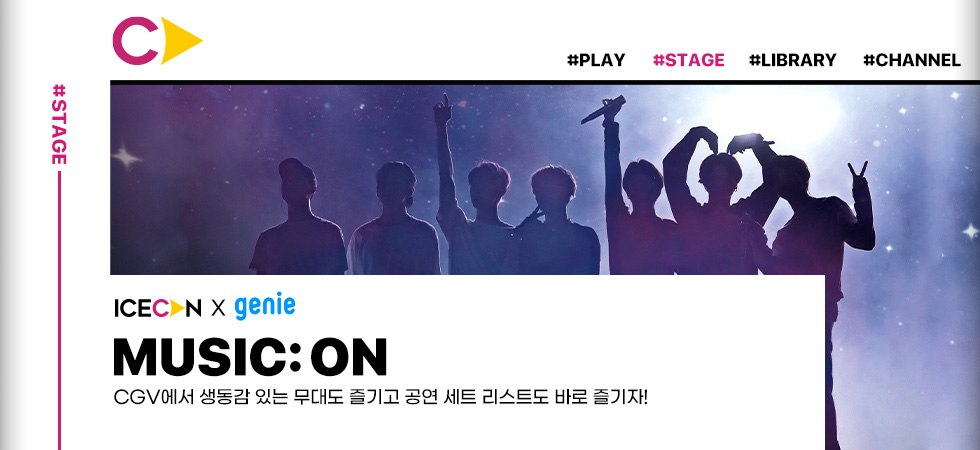 C
#PLAY #STAGE #LIBRARY #CHANNEL
#STAGE
ICECON X genie
MUSIC: ON
CGV에서 생동감 있는 무대도 즐기고 공연 세트 리스트도 바로 즐기자!